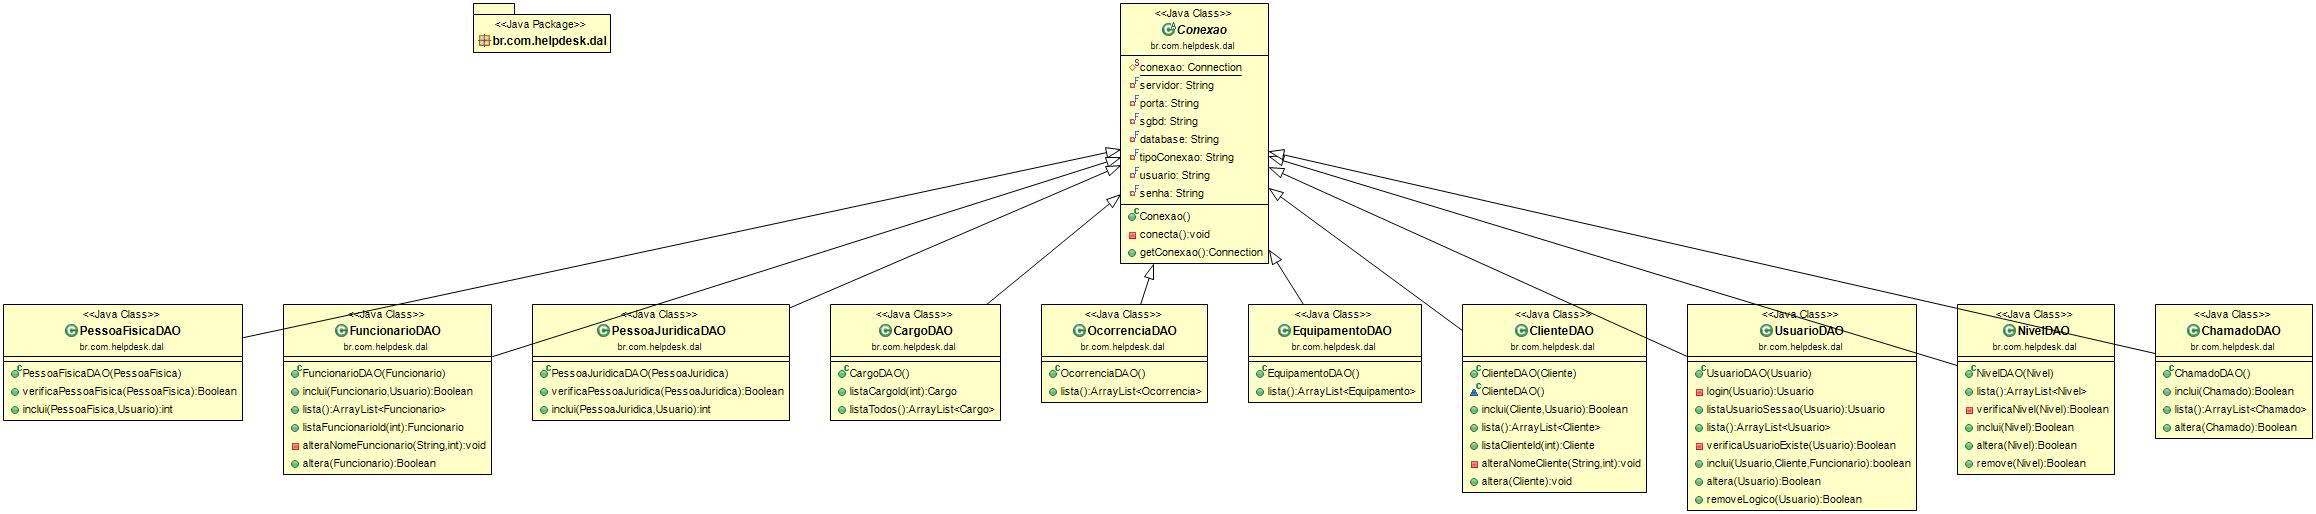 <<Java Package>>
br.com.helpdesk.dal
<<Java Class>>
Conexao
br.com.helpdesk.dal
conexao: Connection
servidor: String
porta: String
sgbd: String
database: String
tipoConexao: String
usuario: String
senha: String
Conexao()
conecta():void
getConexao():Connection
<<Java Class>>
PessoaFisicaDAO
br.com.helpdesk.dal
PessoaFisicaDAO(PessoaFisica)
verificaPessoaFisica(PessoaFisica):Boolean
inclui(PessoaFisica,Usuario):int
<<Java Class>>
FuncionarioDAO
br.com.helpdesk.dal
FuncionarioDAO(Funcionario)
inclui(Funcionario,Usuario):Boolean
lista():ArrayList<Funcionario>
listaFuncionarioId(int):Funcionario
alteraNomeFuncionario(String,int):void
altera(Funcionario):Boolean
<<Java Class>>
PessoaJuridicaDAO
br.com.helpdesk.dal
PessoaJuridicaDAO(PessoaJuridica)
verificaPessoaJuridica(PessoaJuridica):Boolean
inclui(PessoaJuridica,Usuario):int
<<Java Class>>
CargoDAO
br.com.helpdesk.dal
CargoDAO()
listaCargoId(int):Cargo
listaTodos():ArrayList<Cargo>
<<Java Class>>
OcorrenciaDAO
br.com.helpdesk.dal
OcorrenciaDAO()
lista():ArrayList<Ocorrencia>
<<Java Class>>
EquipamentoDAO
br.com.helpdesk.dal
EquipamentoDAO()
lista():ArrayList<Equipamento>
<<Java Class>>
ClienteDAO
br.com.helpdesk.dal
ClienteDAO(Cliente)
ClienteDAO()
inclui(Cliente,Usuario):Boolean
lista():ArrayList<Cliente>
listaClienteId(int):Cliente
alteraNomeCliente(String,int):void
altera(Cliente):void
<<Java Class>>
UsuarioDAO
br.com.helpdesk.dal
UsuarioDAO(Usuario)
login(Usuario):Usuario
listaUsuarioSessao(Usuario):Usuario
lista():ArrayList<Usuario>
verificaUsuarioExiste(Usuario):Boolean
inclui(Usuario,Cliente,Funcionario):boolean
altera(Usuario):Boolean
removeLogico(Usuario):Boolean
<<Java Class>>
NivelDAO
br.com.helpdesk.dal
NivelDAO(Nivel)
lista():ArrayList<Nivel>
verificaNivel(Nivel):Boolean
inclui(Nivel):Boolean
altera(Nivel):Boolean
remove(Nivel):Boolean
<<Java Class>>
ChamadoDAO
br.com.helpdesk.dal
ChamadoDAO()
inclui(Chamado):Boolean
lista():ArrayList<Chamado>
altera(Chamado):Boolean